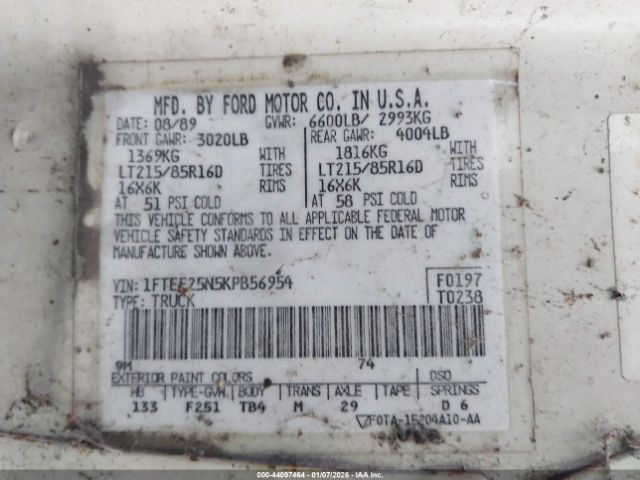 MFD. BY FORD MOTOR CO. IN U.S.A.
DATE: 08/89 GVWR: 6600LB/ 2993KG
FRONT GAWR: 3020LB REAR GAWR: 4004LB
1369KG WITH 1816KG WITH
LT215/85R16D TIRES LT215/85R16D TIRES
16X6K RIMS 16X6K RIMS
AT 51 PSI COLD AT 58 PSI COLD
THIS VEHICLE CONFORMS TO ALL APPLICABLE FEDERAL MOTOR
VEHICLE SAFETY STANDARDS IN EFFECT ON THE DATE OF
MANUFACTURE SHOWN ABOVE.
VIN: 1FTEF25N5KPB56954 F0197
TYPE: TRUCK T0238
9M 74
EXTERIOR PAINT COLORS DSO
WB TYPE-GVW BODY TRANS AXLE TAPE SPRINGS
133 F251 TB4 M 29 D 6
F0TA-15204A10-AA
000-44097464 | 01/07/2026 - IAA Chicago-South